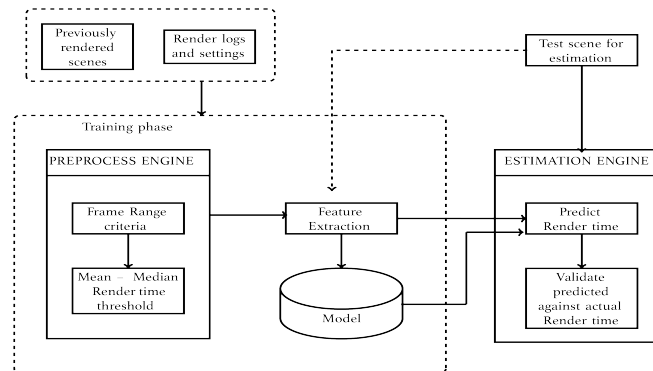 Previously
rendered
scenes
Render logs
and settings
Test scene for
estimation
Training phase
PREPROCESS ENGINE
ESTIMATION ENGINE
Frame Range
criteria
Feature
Extraction
Predict
Render time
Mean – Median
Render time
threshold
Model
Validate
predicted
against actual
Render time